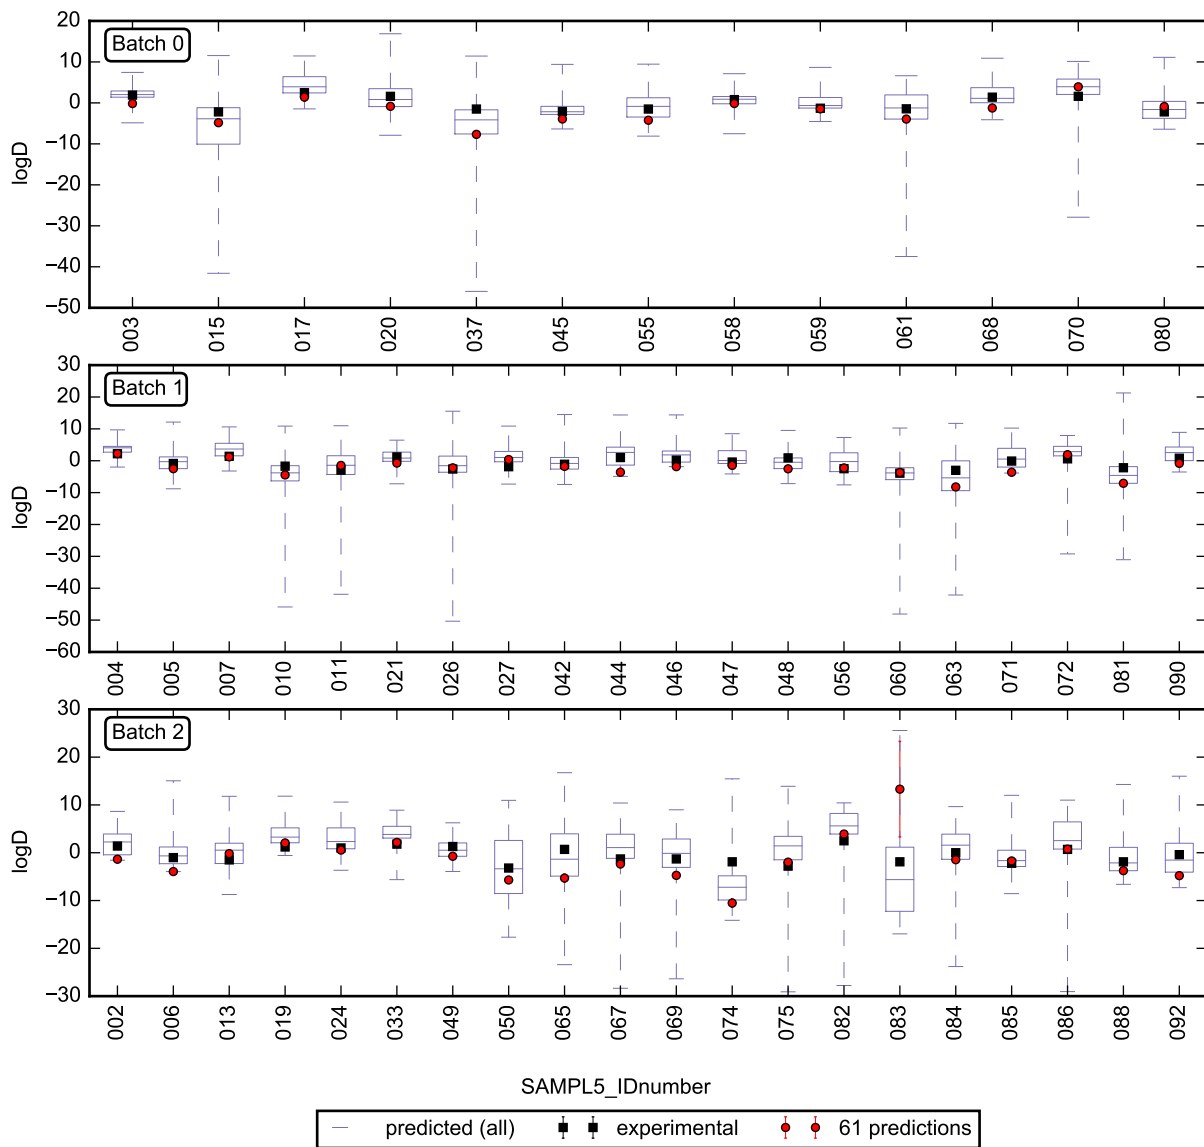 20
Batch 0
10
0
−10
−20
−30
−40
−50
logD
003 015 017 020 037 045 055 058 059 061 068 070 080
30
Batch 1
20
10
0
−10
−20
−30
−40
−50
−60
logD
004 005 007 010 011 021 026 027 042 044 046 047 048 056 060 063 071 072 081 090
30
Batch 2
20
10
0
−10
−20
−30
logD
002 006 013 019 024 033 049 050 065 067 069 074 075 082 083 084 085 086 088 092
SAMPL5_IDnumber
predicted (all) experimental 61 predictions